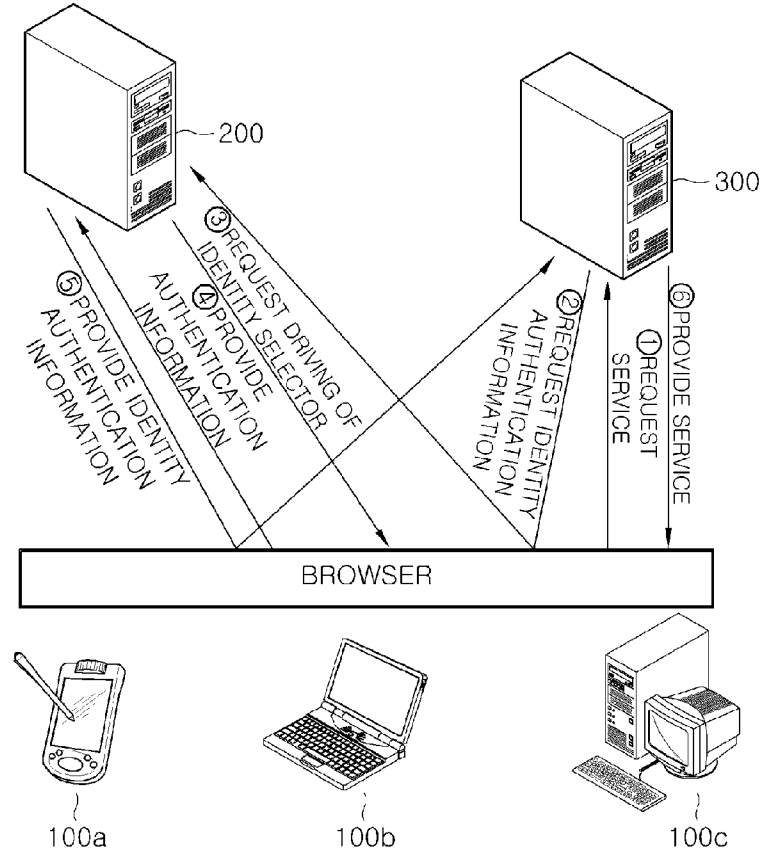 200
300
③REQUEST DRIVING OF
IDENTITY SELECTOR
④PROVIDE
AUTHENTICATION
INFORMATION
⑤PROVIDE IDENTITY
AUTHENTICATION
INFORMATION
②REQUEST IDENTITY
AUTHENTICATION
INFORMATION
①REQUEST
SERVICE
⑥PROVIDE SERVICE
BROWSER
100a
100b
100c